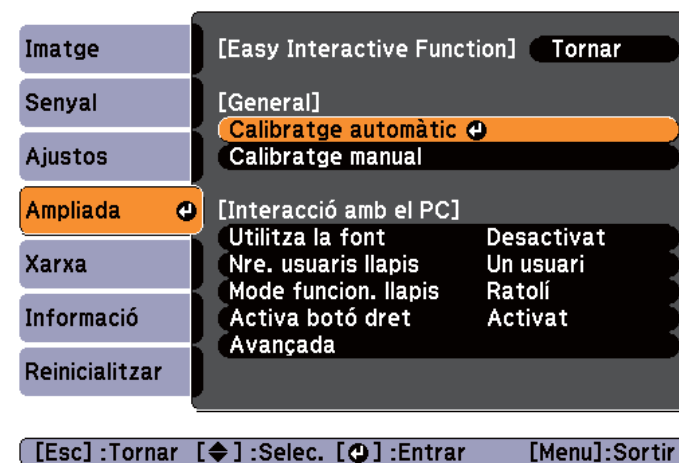 Imatge
Senyal
Ajustos
Ampliada
Xarxa
Informació
Reinicialitzar
[Easy Interactive Function] Tornar
[General]
Calibratge automàtic
Calibratge manual
[Interacció amb el PC]
Utilitza la font Desactivat
Nre. usuaris llapis Un usuari
Mode funcion. llapis Ratolí
Activa botó dret Activat
Avançada
[Esc] :Tornar [◆] :Selec. [⏎] :Entrar [Menu]:Sortir